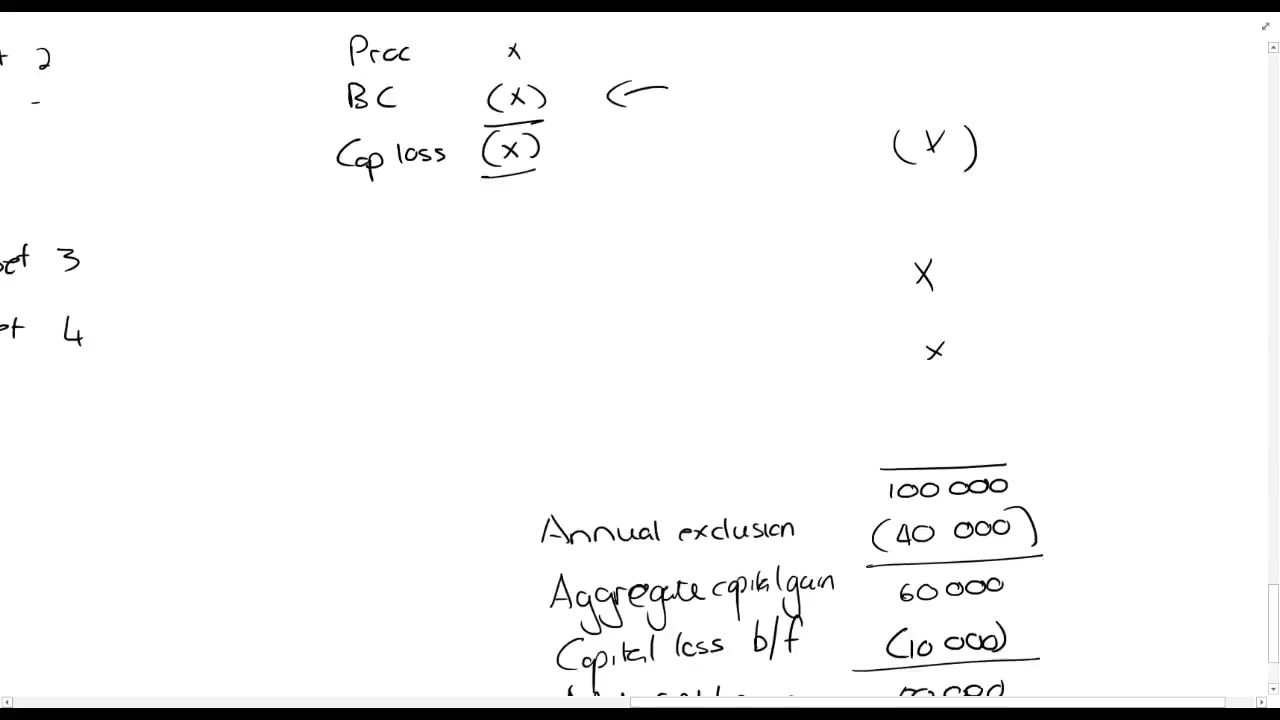 2
Proc x
BC (x)
Cap loss (x) (x)
3
X
4 x
100 000
Annual exclusion (40 000)
Aggregate capital gain 60 000
Capital loss b/f (10 000)